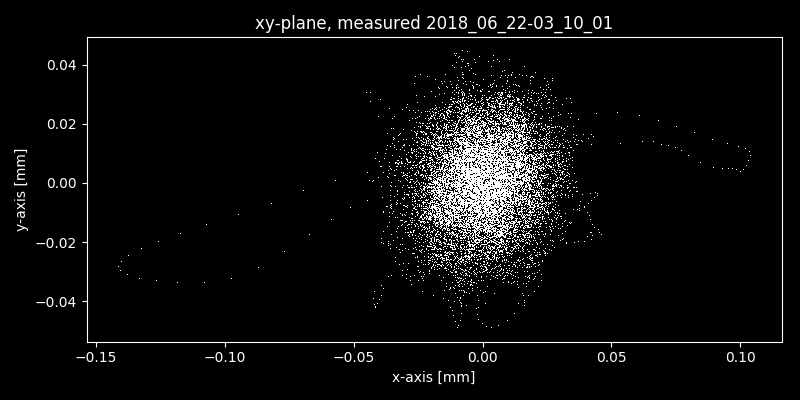 xy-plane, measured 2018_06_22-03_10_01
0.04
0.02
0.00
−0.02
−0.04
y-axis [mm]
−0.15 −0.10 −0.05 0.00 0.05 0.10
x-axis [mm]